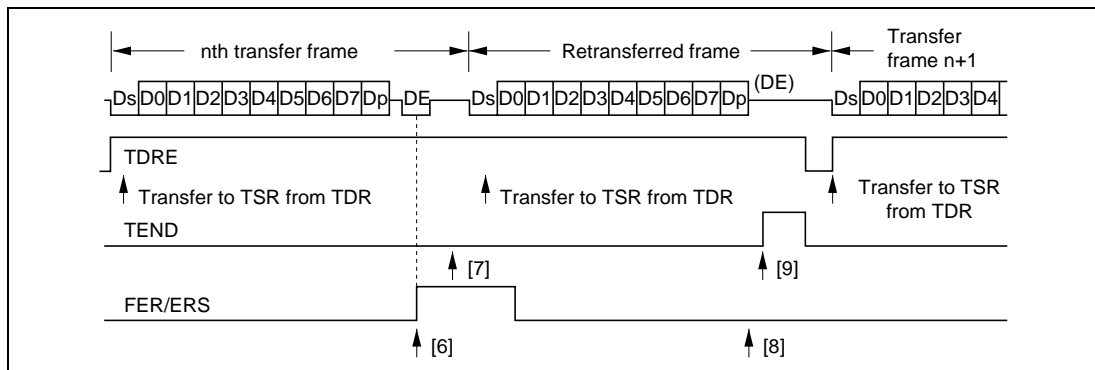 nth transfer frame
Retransferred frame
Transfer
frame n+1
Ds D0 D1 D2 D3 D4 D5 D6 D7 Dp DE
Ds D0 D1 D2 D3 D4 D5 D6 D7 Dp (DE)
Ds D0 D1 D2 D3 D4
TDRE
Transfer to TSR from TDR
Transfer to TSR from TDR
Transfer to TSR
from TDR
TEND
[7]
[9]
FER/ERS
[6]
[8]